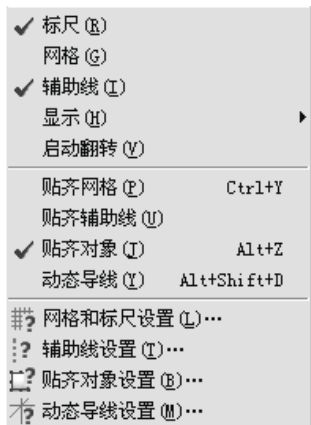 标尺(R)
网格(G)
辅助线(I)
显示(H)
启动翻转(V)
贴齐网格(P) Ctrl+Y
贴齐辅助线(U)
贴齐对象(J) Alt+Z
动态导线(Y) Alt+Shift+D
网格和标尺设置(L)…
辅助线设置(T)…
贴齐对象设置(B)…
动态导线设置(M)…